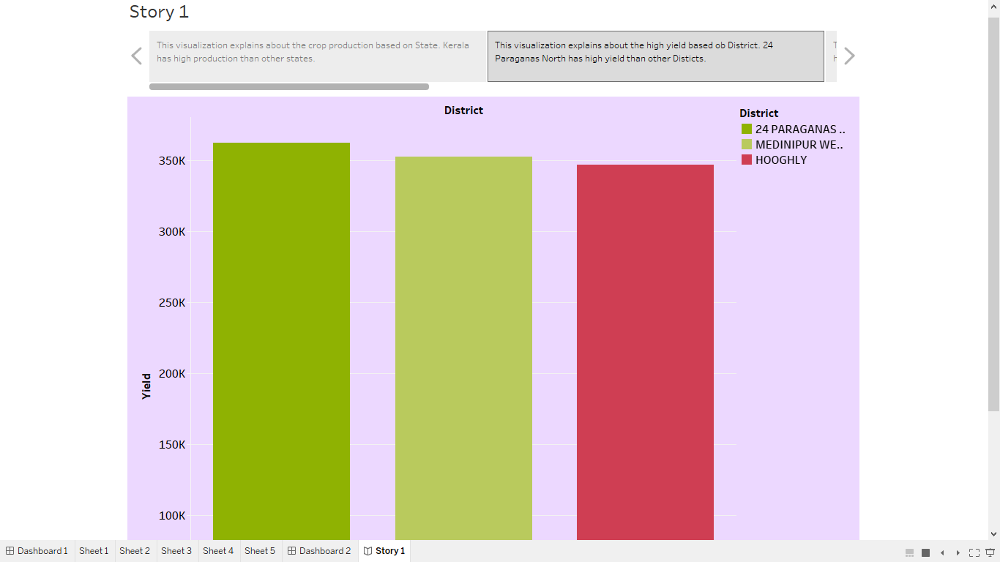 Story 1
This visualization explains about the crop production based on State. Kerala
has high production than other states.
This visualization explains about the high yield based ob District. 24
Paraganas North has high yield than other Disticts.
District
District
24 PARAGANAS ..
MEDINIPUR WE..
HOOGHLY
350K
300K
250K
200K
Yield
150K
100K
Dashboard 1
Sheet 1
Sheet 2
Sheet 3
Sheet 4
Sheet 5
Dashboard 2
Story 1